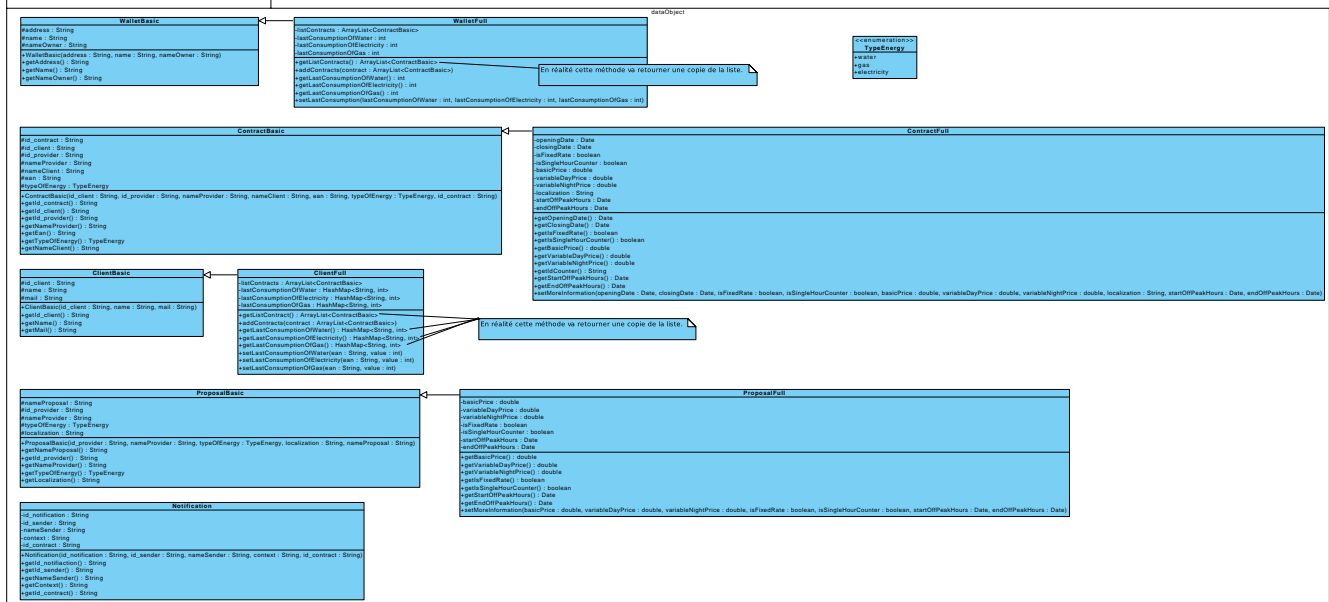 dataObject
WalletBasic
#address : String
#name : String
#nameOwner : String
+WalletBasic(address : String, name : String, nameOwner : String)
+getAddress() : String
+getName() : String
+getNameOwner() : String
WalletFull
-listContracts : ArrayList<ContractBasic>
-lastConsumptionOfWater : int
-lastConsumptionOfElectricity : int
-lastConsumptionOfGas : int
+getListContracts() : ArrayList<ContractBasic>
+addContracts(contract : ArrayList<ContractBasic>)
+getLastConsumptionOfWater() : int
+getLastConsumptionOfElectricity() : int
+getLastConsumptionOfGas() : int
+setLastConsumption(lastConsumptionOfWater : int, lastConsumptionOfElectricity : int, lastConsumptionOfGas : int)
En réalité cette méthode va retourner une copie de la liste.
<<enumeration>>
TypeEnergy
+water
+gas
+electricity
ContractBasic
#id_contract : String
#id_client : String
#id_provider : String
#nameProvider : String
#nameClient : String
#ean : String
#typeOfEnergy : TypeEnergy
+ContractBasic(id_client : String, id_provider : String, nameProvider : String, nameClient : String, ean : String, typeOfEnergy : TypeEnergy, id_contract : String)
+getId_contract() : String
+getId_client() : String
+getId_provider() : String
+getNameProvider() : String
+getEan() : String
+getTypeOfEnergy() : TypeEnergy
+getNameClient() : String
ContractFull
-openingDate : Date
-closingDate : Date
-isFixedRate : boolean
-isSingleHourCounter : boolean
-basicPrice : double
-variableDayPrice : double
-variableNightPrice : double
-localization : String
-startOffPeakHours : Date
-endOffPeakHours : Date
+getOpeningDate() : Date
+getClosingDate() : Date
+getIsFixedRate() : boolean
+getIsSingleHourCounter() : boolean
+getBasicPrice() : double
+getVariableDayPrice() : double
+getVariableNightPrice() : double
+getIdCounter() : String
+getStartOffPeakHours() : Date
+getEndOffPeakHours() : Date
+setMoreInformation(openingDate : Date, closingDate : Date, isFixedRate : boolean, isSingleHourCounter : boolean, basicPrice : double, variableDayPrice : double, variableNightPrice : double, localization : String, startOffPeakHours : Date, endOffPeakHours : Date)
ClientBasic
#id_client : String
#name : String
#mail : String
+ClientBasic(id_client : String, name : String, mail : String)
+getId_client() : String
+getName() : String
+getMail() : String
ClientFull
-listContracts : ArrayList<ContractBasic>
-lastConsumptionOfWater : HashMap<String, int>
-lastConsumptionOfElectricity : HashMap<String, int>
-lastConsumptionOfGas : HashMap<String, int>
+getListContract() : ArrayList<ContractBasic>
+addContracts(contract : ArrayList<ContractBasic>)
+getLastConsumptionOfWater() : HashMap<String, int>
+getLastConsumptionOfElectricity() : HashMap<String, int>
+getLastConsumptionOfGas() : HashMap<String, int>
+setLastConsumptionOfWater(ean : String, value : int)
+setLastConsumptionOfElectricity(ean : String, value : int)
+setLastConsumptionOfGas(ean : String, value : int)
En réalité cette méthode va retourner une copie de la liste.
ProposalBasic
#nameProposal : String
#id_provider : String
#nameProvider : String
#typeOfEnergy : TypeEnergy
#localization : String
+ProposalBasic(id_provider : String, nameProvider : String, typeOfEnergy : TypeEnergy, localization : String, nameProposal : String)
+getNameProposal() : String
+getId_provider() : String
+getNameProvider() : String
+getTypeOfEnergy() : TypeEnergy
+getLocalization() : String
ProposalFull
-basicPrice : double
-variableDayPrice : double
-variableNightPrice : double
-isFixedRate : boolean
-isSingleHourCounter : boolean
-startOffPeakHours : Date
-endOffPeakHours : Date
+getBasicPrice() : double
+getVariableDayPrice() : double
+getVariableNightPrice() : double
+getIsFixedRate() : boolean
+getIsSingleHourCounter() : boolean
+getStartOffPeakHours() : Date
+getEndOffPeakHours() : Date
+setMoreInformation(basicPrice : double, variableDayPrice : double, variableNightPrice : double, isFixedRate : boolean, isSingleHourCounter : boolean, startOffPeakHours : Date, endOffPeakHours : Date)
Notification
-id_notification : String
-id_sender : String
-nameSender : String
-context : String
-id_contract : String
+Notification(id_notification : String, id_sender : String, nameSender : String, context : String, id_contract : String)
+getId_notifiaction() : String
+getId_sender() : String
+getNameSender() : String
+getContext() : String
+getId_contract() : String